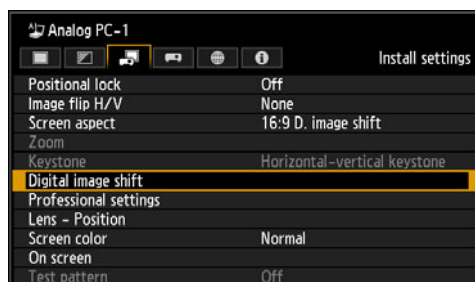 Analog PC-1
Install settings
Positional lock Off
Image flip H/V None
Screen aspect 16:9 D. image shift
Zoom
Keystone Horizontal-vertical keystone
Digital image shift
Professional settings
Lens - Position
Screen color Normal
On screen
Test pattern Off